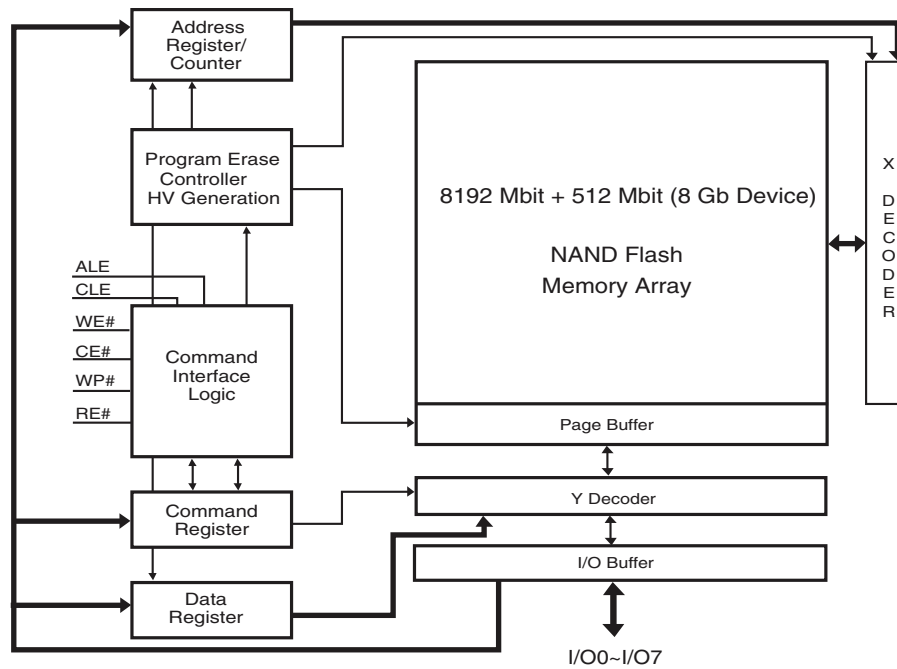 Address
Register/
Counter
Program Erase
Controller
HV Generation
ALE
CLE
WE#
CE#
WP#
RE#
Command
Interface
Logic
Command
Register
Data
Register
8192 Mbit + 512 Mbit (8 Gb Device)
NAND Flash
Memory Array
X
D
E
C
O
D
E
R
Page Buffer
Y Decoder
I/O Buffer
I/O0~I/O7